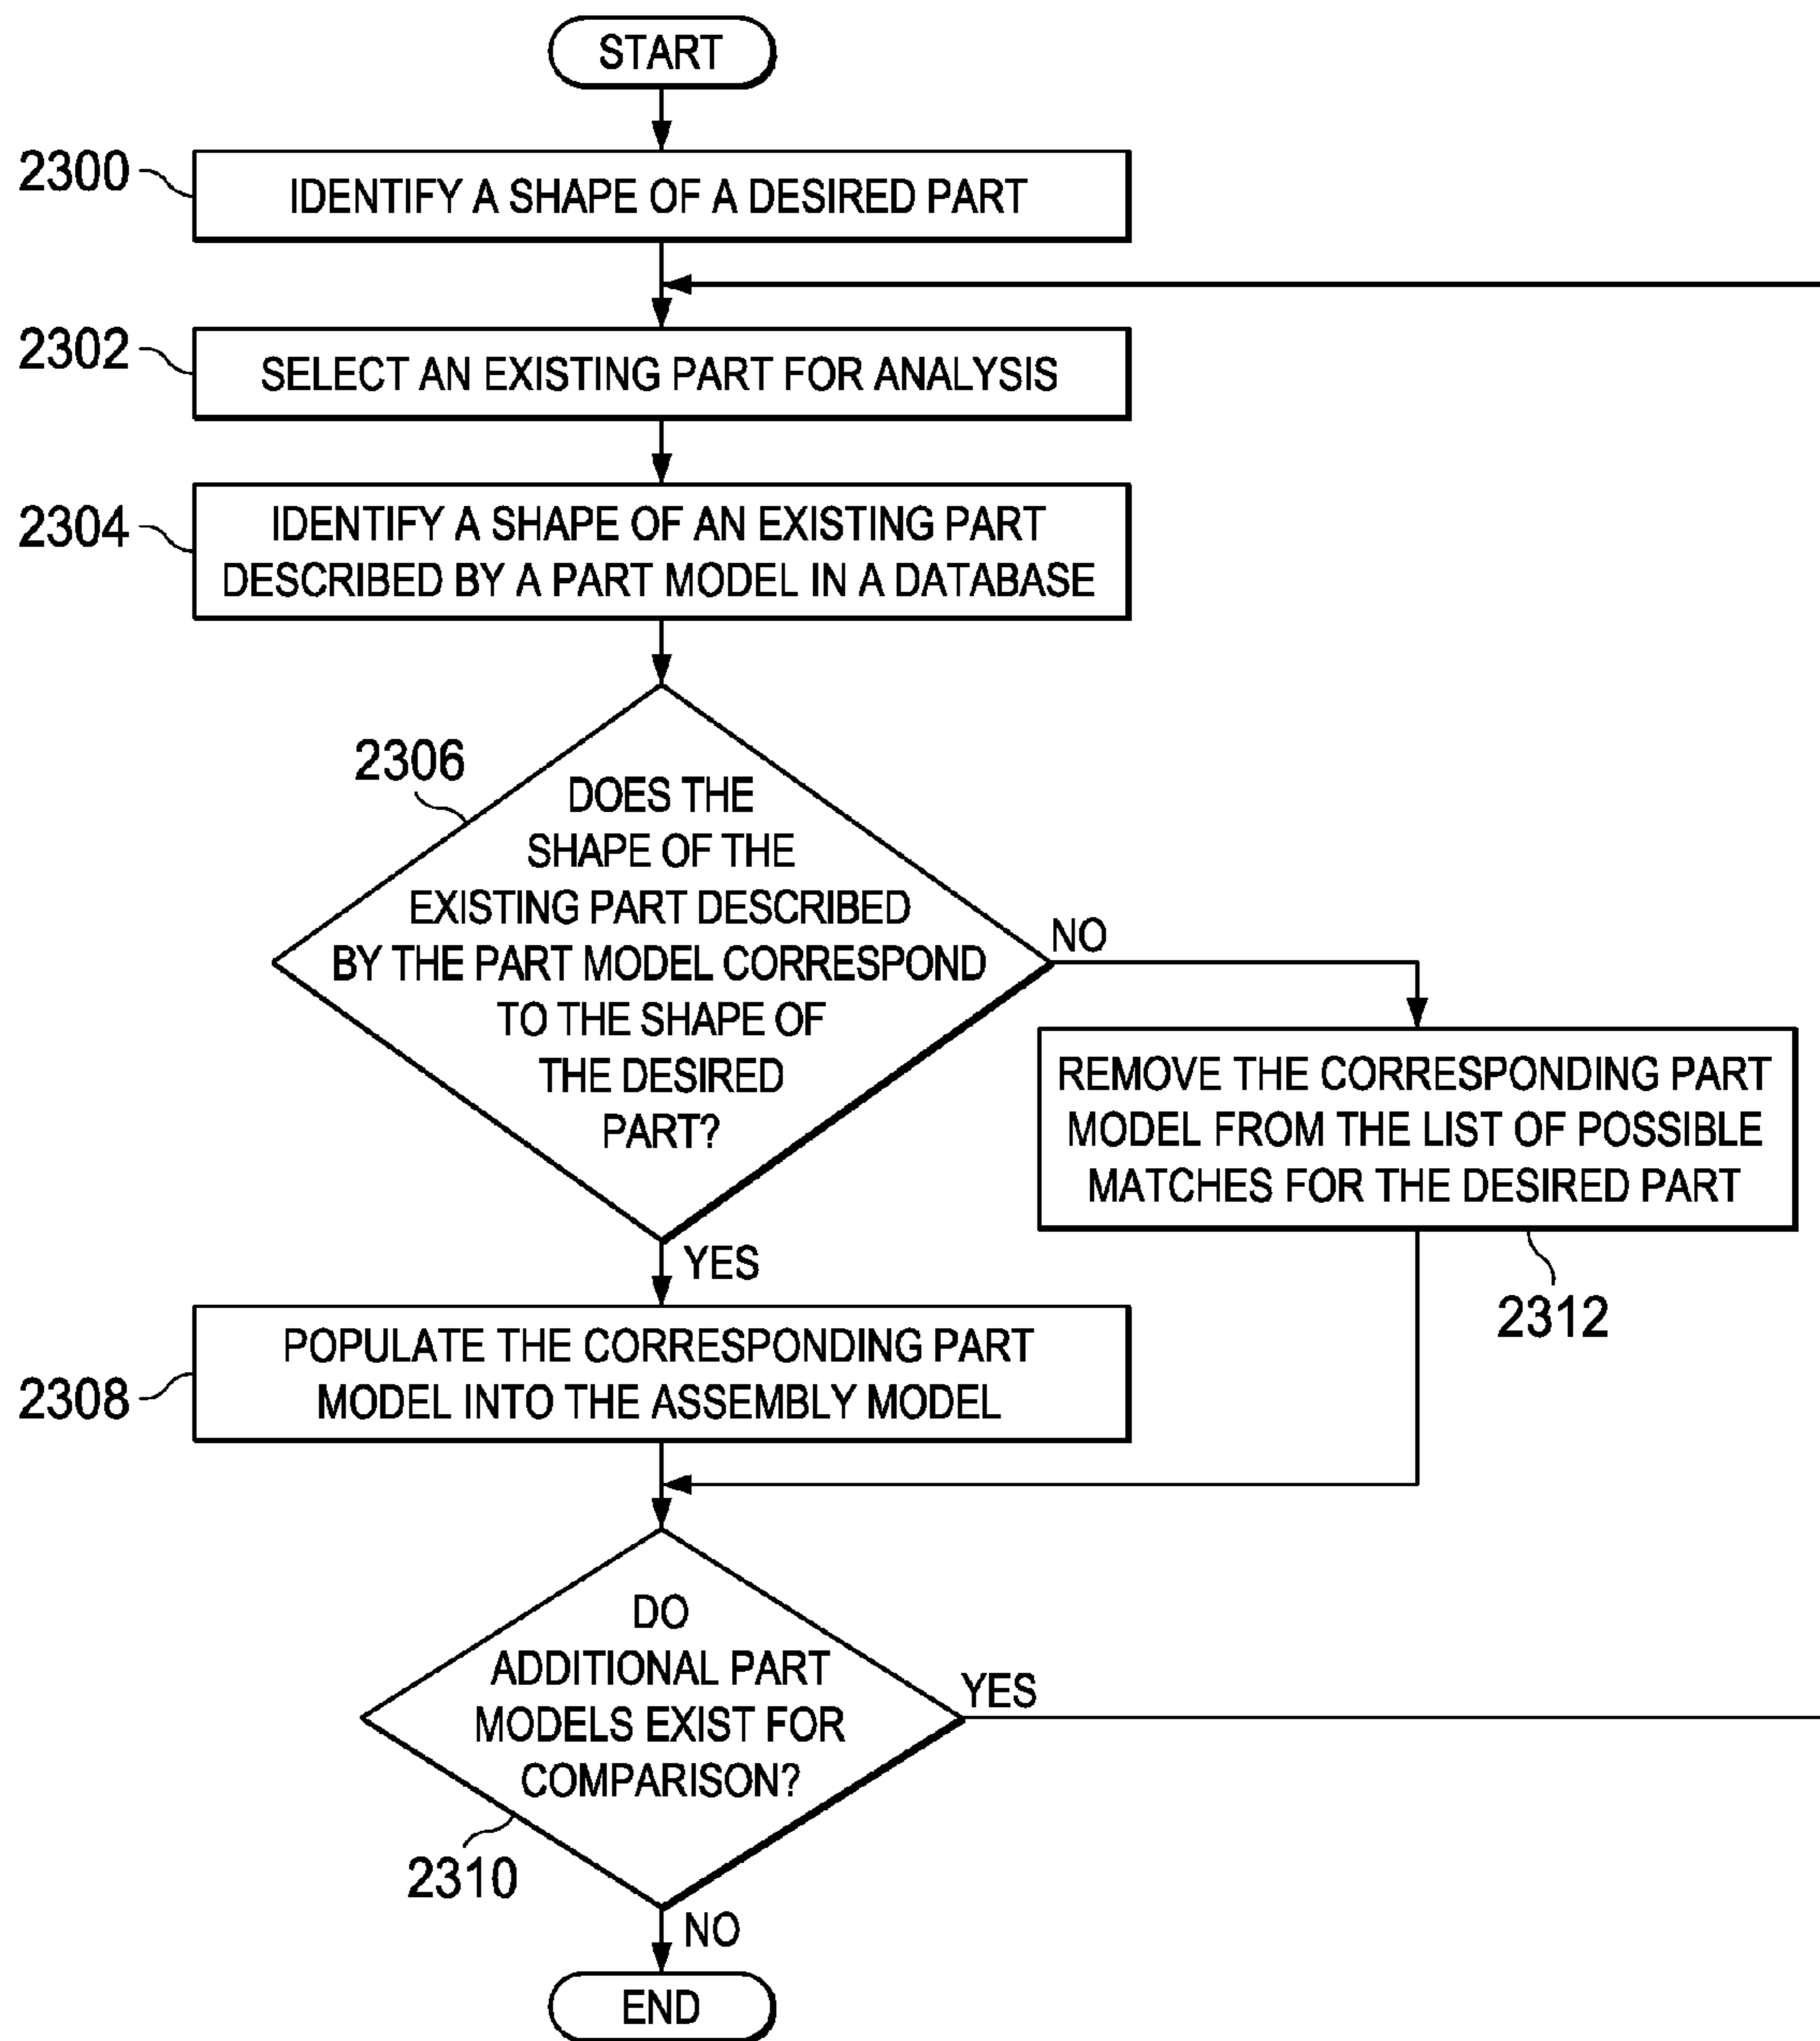 START
2300
IDENTIFY A SHAPE OF A DESIRED PART
2302
SELECT AN EXISTING PART FOR ANALYSIS
2304
IDENTIFY A SHAPE OF AN EXISTING PART
DESCRIBED BY A PART MODEL IN A DATABASE
2306
DOES THE
SHAPE OF THE
EXISTING PART DESCRIBED
BY THE PART MODEL CORRESPOND
TO THE SHAPE OF
THE DESIRED
PART?
NO
REMOVE THE CORRESPONDING PART
MODEL FROM THE LIST OF POSSIBLE
MATCHES FOR THE DESIRED PART
2312
YES
2308
POPULATE THE CORRESPONDING PART
MODEL INTO THE ASSEMBLY MODEL
DO
ADDITIONAL PART
MODELS EXIST FOR
COMPARISON?
YES
2310
NO
END